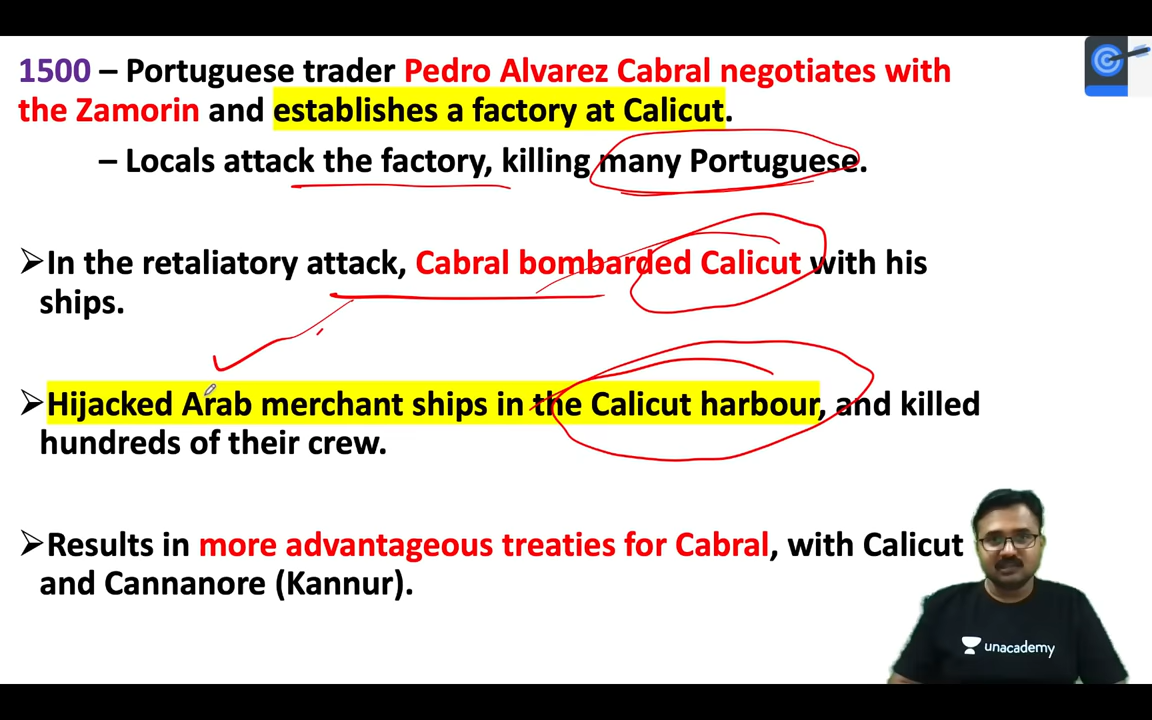 1500 – Portuguese trader Pedro Alvarez Cabral negotiates with
the Zamorin and establishes a factory at Calicut.
– Locals attack the factory, killing many Portuguese.
➢In the retaliatory attack, Cabral bombarded Calicut with his
ships.
➢Hijacked Arab merchant ships in the Calicut harbour, and killed
hundreds of their crew.
➢Results in more advantageous treaties for Cabral, with Calicut
and Cannanore (Kannur).
unacademy